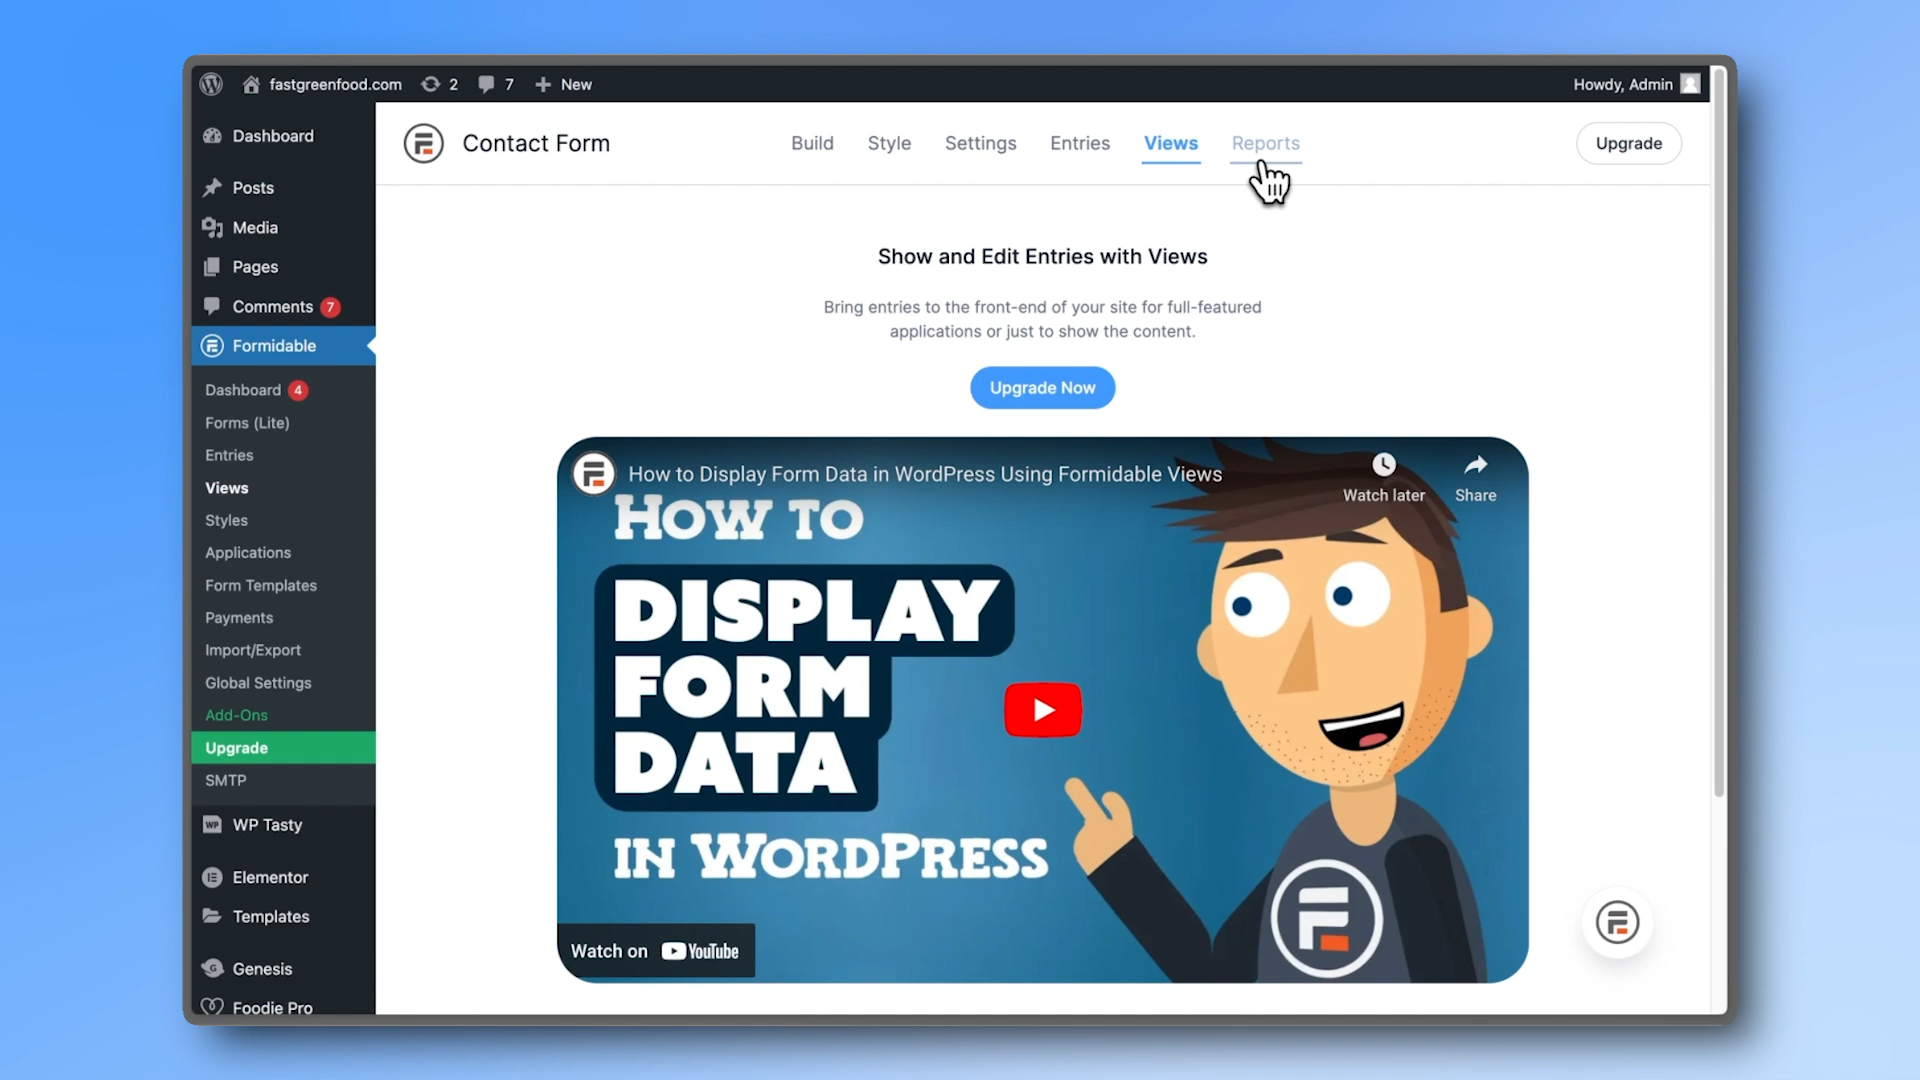 fastgreenfood.com 2 7 New Howdy, Admin
Dashboard
Posts
Media
Pages
Comments 7
Formidable
Dashboard 4
Forms (Lite)
Entries
Views
Styles
Applications
Form Templates
Payments
Import/Export
Global Settings
Add-Ons
Upgrade
SMTP
WP WP Tasty
Elementor
Templates
Genesis
Foodie Pro
Contact Form Build Style Settings Entries Views Reports Upgrade
Show and Edit Entries with Views
Bring entries to the front-end of your site for full-featured
applications or just to show the content.
Upgrade Now
How to Display Form Data in WordPress Using Formidable Views
Watch later Share
HOW TO
DISPLAY
FORM
DATA
IN WORDPRESS
Watch on YouTube